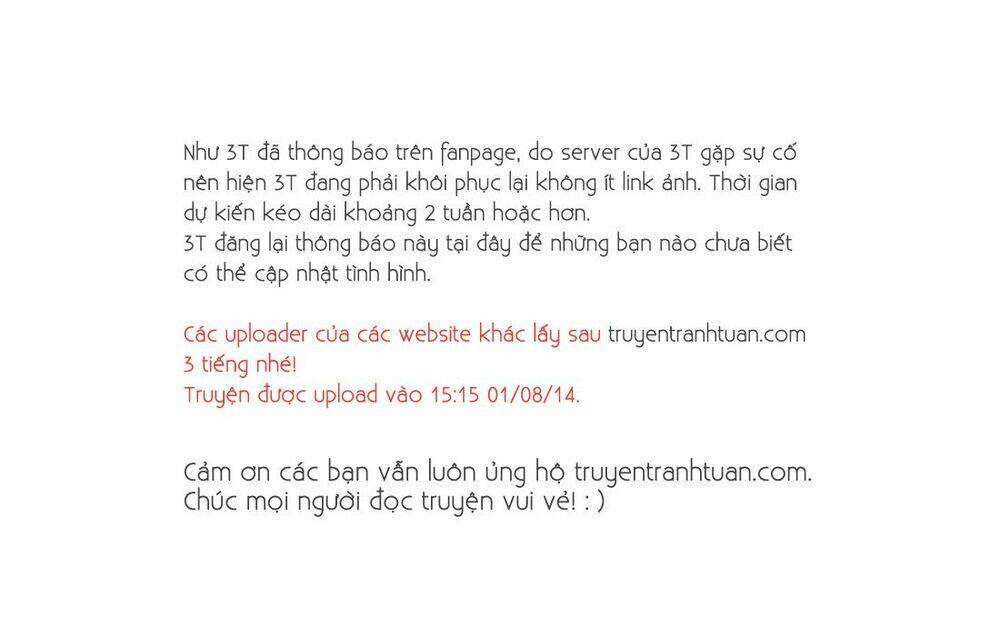 Như 3T đã thông báo trên fanpage, do server của 3T gặp sự cố
nên hiện 3T đang phải khôi phục lại không ít link ảnh. Thời gian
dự kiến kéo dài khoảng 2 tuần hoặc hơn.
3T đăng lại thông báo này tại đây để những bạn nào chưa biết
có thể cập nhật tình hình.
Các uploader của các website khác lấy sau truyentranhtuan.com
3 tiếng nhé!
Truyện được upload vào 15:15 01/08/14.
Cảm ơn các bạn vẫn luôn ủng hộ truyentranhtuan.com.
Chúc mọi người đọc truyện vui vẻ! : )